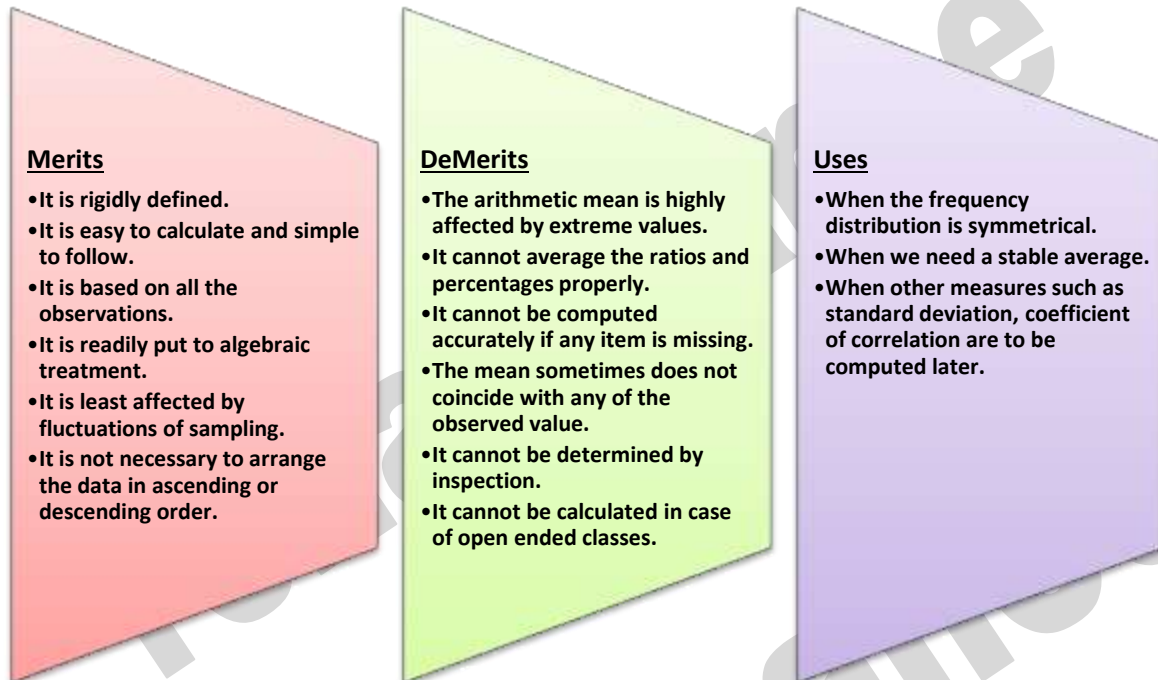 Merits
•It is rigidly defined.
•It is easy to calculate and simple
to follow.
•It is based on all the
observations.
•It is readily put to algebraic
treatment.
•It is least affected by
fluctuations of sampling.
•It is not necessary to arrange
the data in ascending or
descending order.
DeMerits
•The arithmetic mean is highly
affected by extreme values.
•It cannot average the ratios and
percentages properly.
•It cannot be computed
accurately if any item is missing.
•The mean sometimes does not
coincide with any of the
observed value.
•It cannot be determined by
inspection.
•It cannot be calculated in case
of open ended classes.
Uses
•When the frequency
distribution is symmetrical.
•When we need a stable average.
•When other measures such as
standard deviation, coefficient
of correlation are to be
computed later.